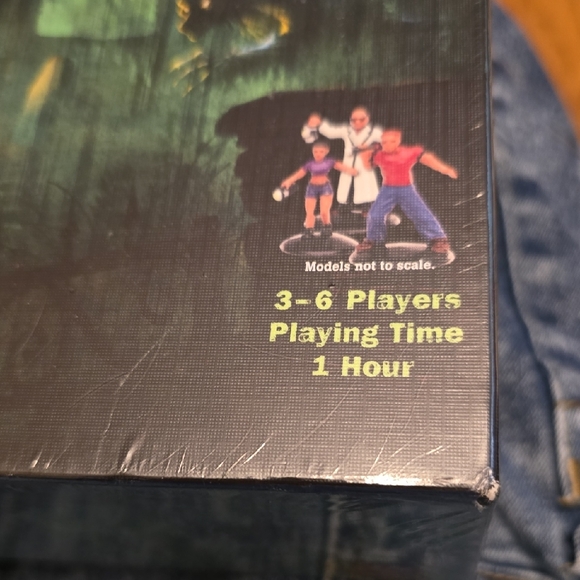 Models not to scale.
3-6 Players
Playing Time
1 Hour